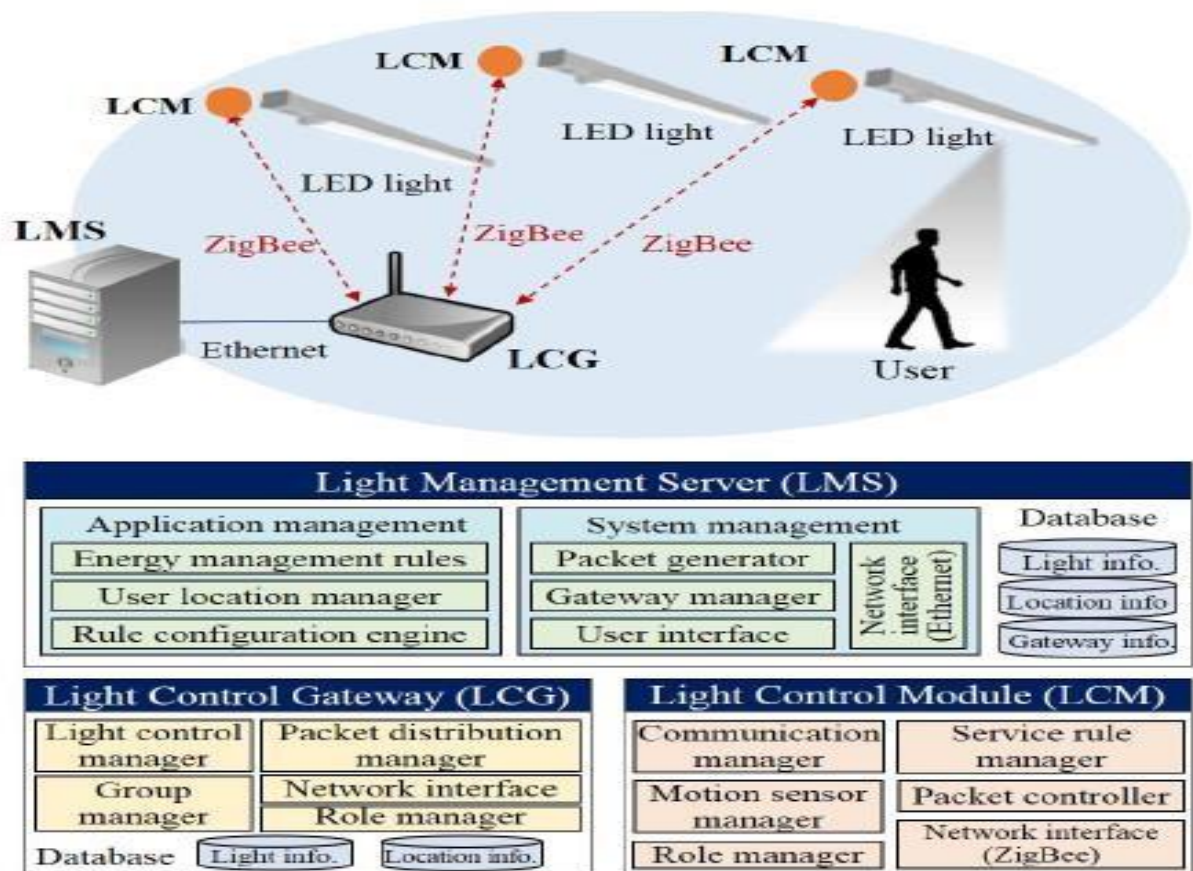 LCM
LCM
LCM
LED light
LED light
LED light
LMS
ZigBee
ZigBee
ZigBee
Ethernet
LCG
User
Light Management Server (LMS)
Application management
Energy management rules
User location manager
Rule configuration engine
System management
Packet generator
Gateway manager
User interface
Network
interface
(Ethernet)
Database
Light info.
Location info
Gateway info.
Light Control Gateway (LCG)
Light control
manager
Packet distribution
manager
Group
manager
Network interface
Role manager
Database
Light info.
Location info.
Light Control Module (LCM)
Communication
manager
Service rule
manager
Motion sensor
manager
Packet controller
Role manager
Network interface
(ZigBee)